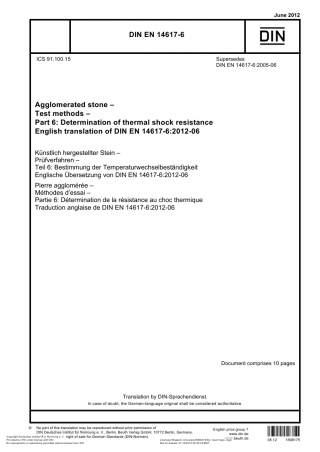 June 2012
DIN EN 14617-6
DIN
ICS 91.100.15
Supersedes
DIN EN 14617-6:2005-06
Agglomerated stone –
Test methods –
Part 6: Determination of thermal shock resistance
English translation of DIN EN 14617-6:2012-06
Künstlich hergestellter Stein –
Prüfverfahren –
Teil 6: Bestimmung der Temperaturwechselbeständigkeit
Englische Übersetzung von DIN EN 14617-6:2012-06
Pierre agglomérée –
Méthodes d'essai –
Partie 6: Détermination de la résistance au choc thermique
Traduction anglaise de DIN EN 14617-6:2012-06
Document comprises 10 pages
Translation by DIN-Sprachendienst.
In case of doubt, the German-language original shall be considered authoritative.
© No part of this translation may be reproduced without prior permission of
DIN Deutsches Institut für Normung e. V., Berlin. Beuth Verlag GmbH, 10772 Berlin, Germany,
right of sale for German Standards (DIN-Normen).
English price group 7
www.din.de
www.beuth.de